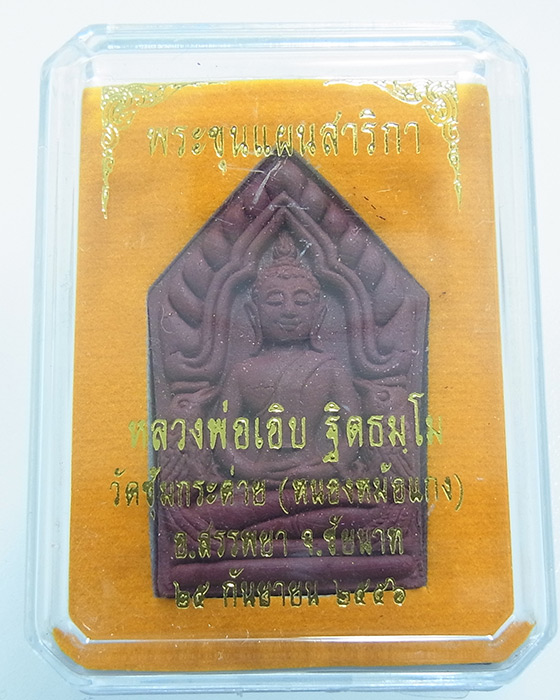 พระขุนแผนสาริกา
หลวงพ่อเอิบ ฐิตธมฺโม
วัดซุ้มกระต่าย (หนองหม้อแกง)
อ.สรรพยา จ.ชัยนาท
๒๕ กันยายน ๒๕๕๖